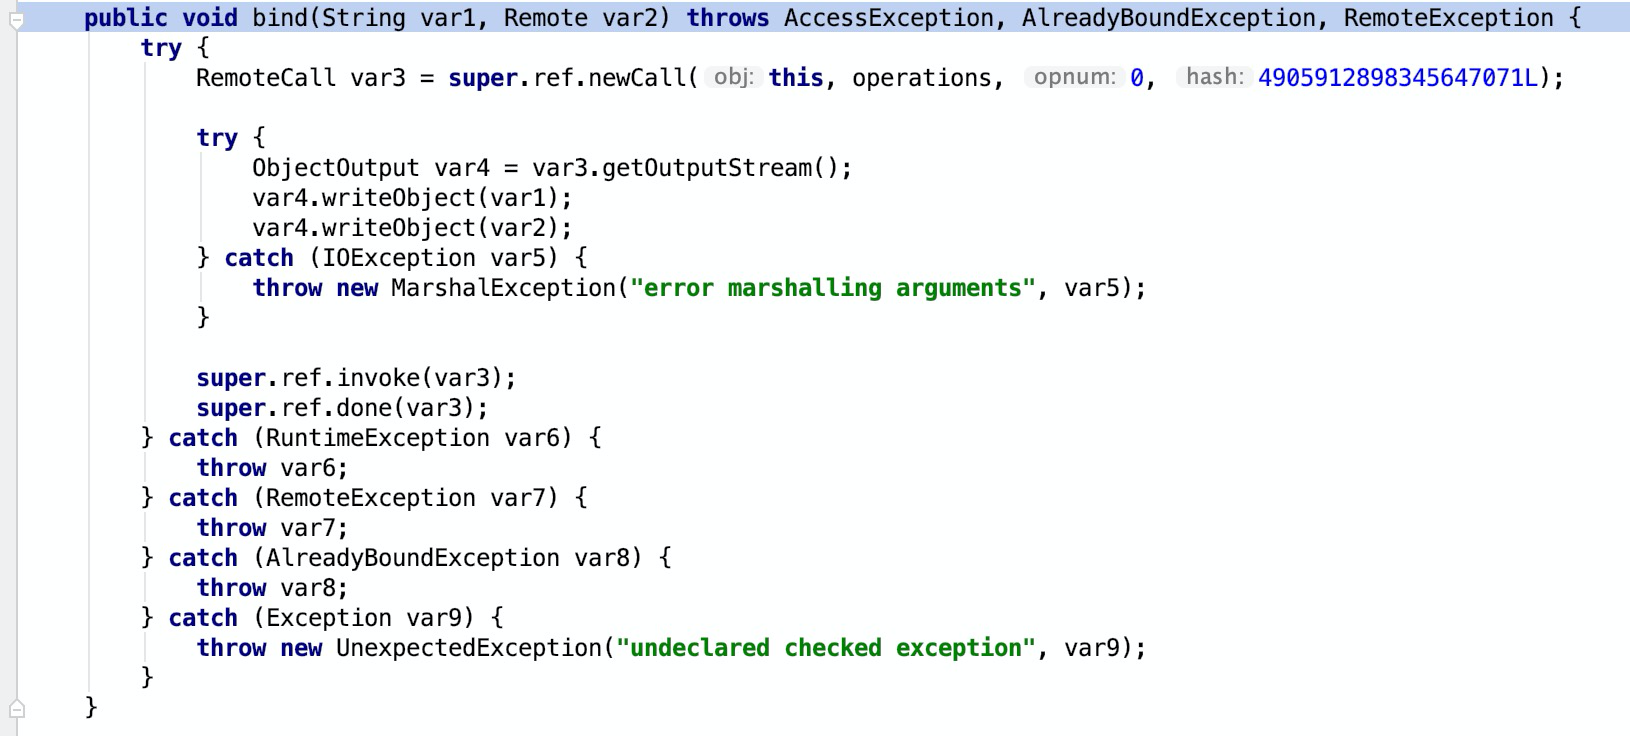 public void bind(String var1, Remote var2) throws AccessException, AlreadyBoundException, RemoteException {
try {
RemoteCall var3 = super.ref.newCall( obj: this, operations, opnum: 0, hash: 4905912898345647071L);
try {
ObjectOutput var4 = var3.getOutputStream();
var4.writeObject(var1);
var4.writeObject(var2);
} catch (IOException var5) {
throw new MarshalException("error marshalling arguments", var5);
}
super.ref.invoke(var3);
super.ref.done(var3);
} catch (RuntimeException var6) {
throw var6;
} catch (RemoteException var7) {
throw var7;
} catch (AlreadyBoundException var8) {
throw var8;
} catch (Exception var9) {
throw new UnexpectedException("undeclared checked exception", var9);
}
}